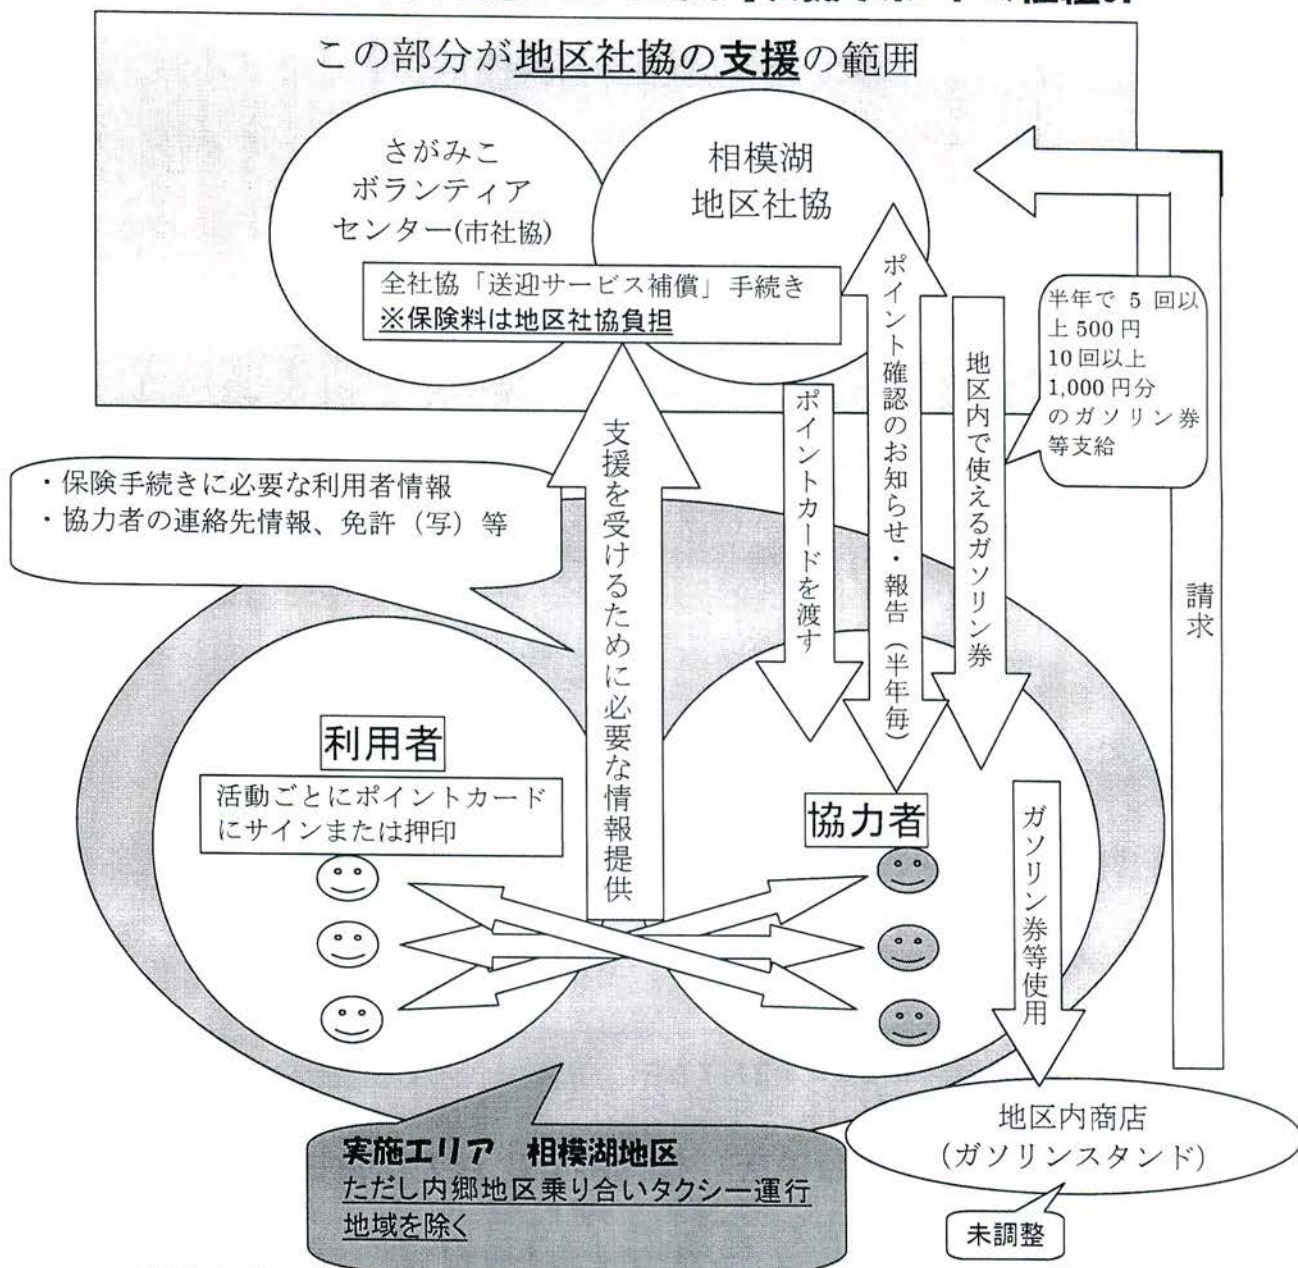 この部分が地区社協の支援の範囲
さがみこ
ボランティア
センター(市社協)
相模湖
地区社協
全社協「送迎サービス補償」手続き
※保険料は地区社協負担
半年で 5 回以
上 500 円
10 回以上
1,000 円分
のガソリン券
等支給
・保険手続きに必要な利用者情報
・協力者の連絡先情報、免許（写）等
支援を受けるために必要な情報提供
ポイントカードを渡す
ポイント確認のお知らせ・報告（半年毎）
地区内で使えるガソリン券
請求
利用者
活動ごとにポイントカード
にサインまたは押印
協力者
ガソリン券等使用
地区内商店
(ガソリンスタンド)
未調整
実施エリア　相模湖地区
ただし内郷地区乗り合いタクシー運行
地域を除く